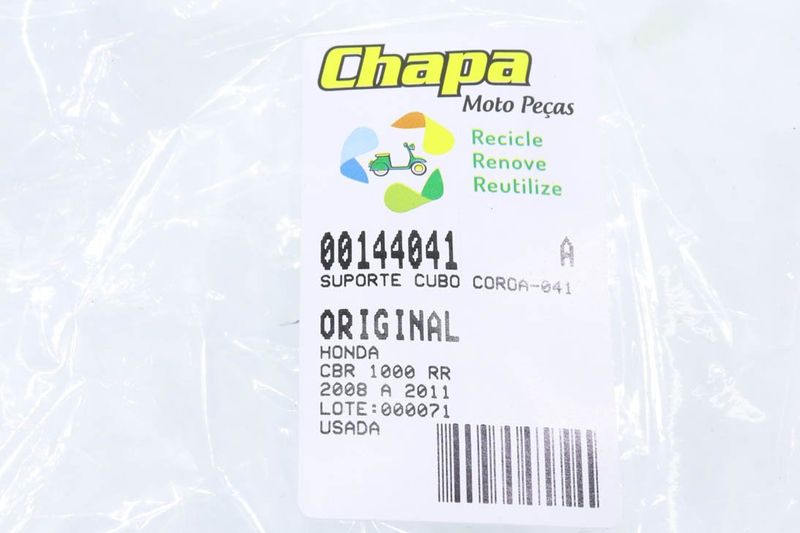 Chapa
Moto Peças
Recicle
Renove
Reutilize
00144041 A
SUPORTE CUBO COROA-041
ORIGINAL
HONDA
CBR 1000 RR
2008 A 2011
LOTE:000071
USADA